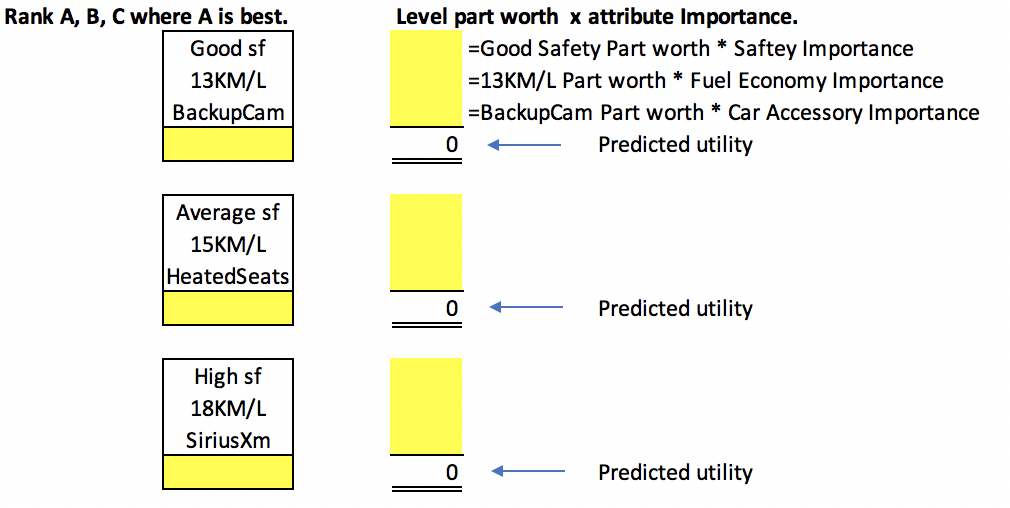 Rank A, B, C where A is best. Level part worth x attribute Importance.
Good sf =Good Safety Part worth * Saftey Importance
13KM/L =13KM/L Part worth * Fuel Economy Importance
BackupCam =BackupCam Part worth * Car Accessory Importance
0 Predicted utility
Average sf
15KM/L
HeatedSeats
0 Predicted utility
High sf
18KM/L
SiriusXm
0 Predicted utility